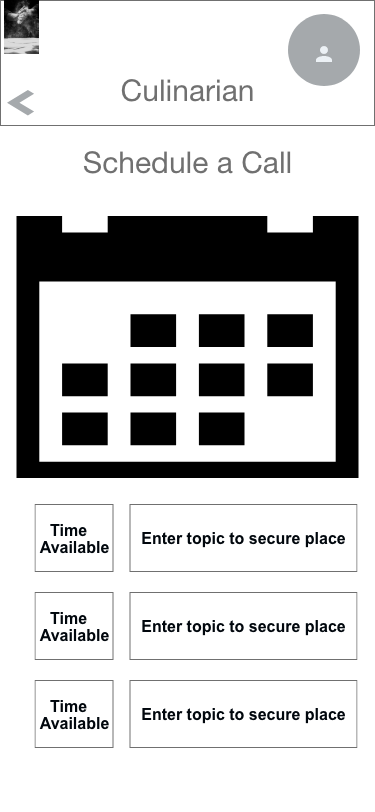 Culinarian
Schedule a Call
Time
Available
Enter topic to secure place
Time
Available
Enter topic to secure place
Time
Available
Enter topic to secure place